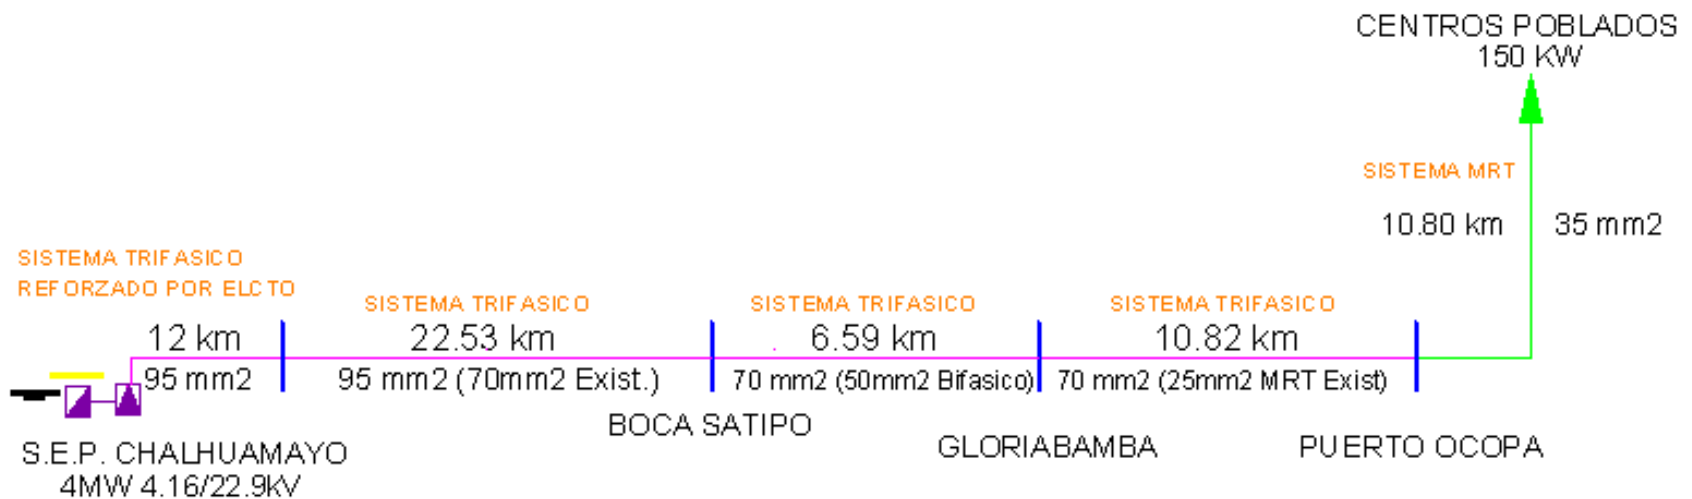 CENTROS POBLADOS
150 KW
SISTEMA MRT
10.80 km 35 mm2
SISTEMA TRIFASICO
REFORZADO POR ELCTO
SISTEMA TRIFASICO
SISTEMA TRIFASICO
SISTEMA TRIFASICO
12 km
22.53 km
6.59 km
10.82 km
95 mm2
95 mm2 (70mm2 Exist.)
70 mm2 (50mm2 Bifasico)
70 mm2 (25mm2 MRT Exist)
BOCA SATIPO
GLORIABAMBA
PUERTO OCOPA
S.E.P. CHALHUAMAYO
4MW 4.16/22.9kV